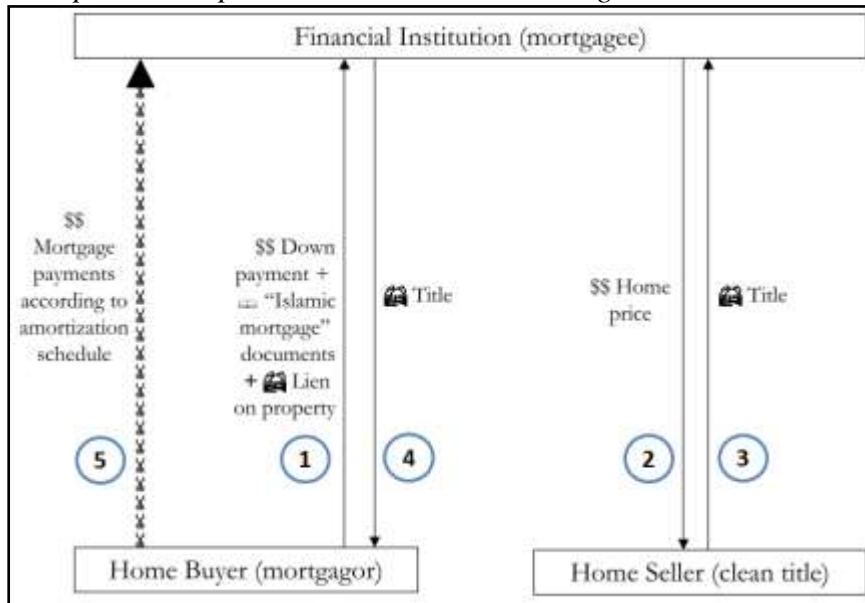 Financial Institution (mortgagee)
$$
Mortgage
payments
according to
amortization
schedule
$$ Down
payment +
“Islamic
mortgage”
documents
+ Lien
on property
Title
$$ Home
price
Title
5
1
4
2
3
Home Buyer (mortgagor)
Home Seller (clean title)